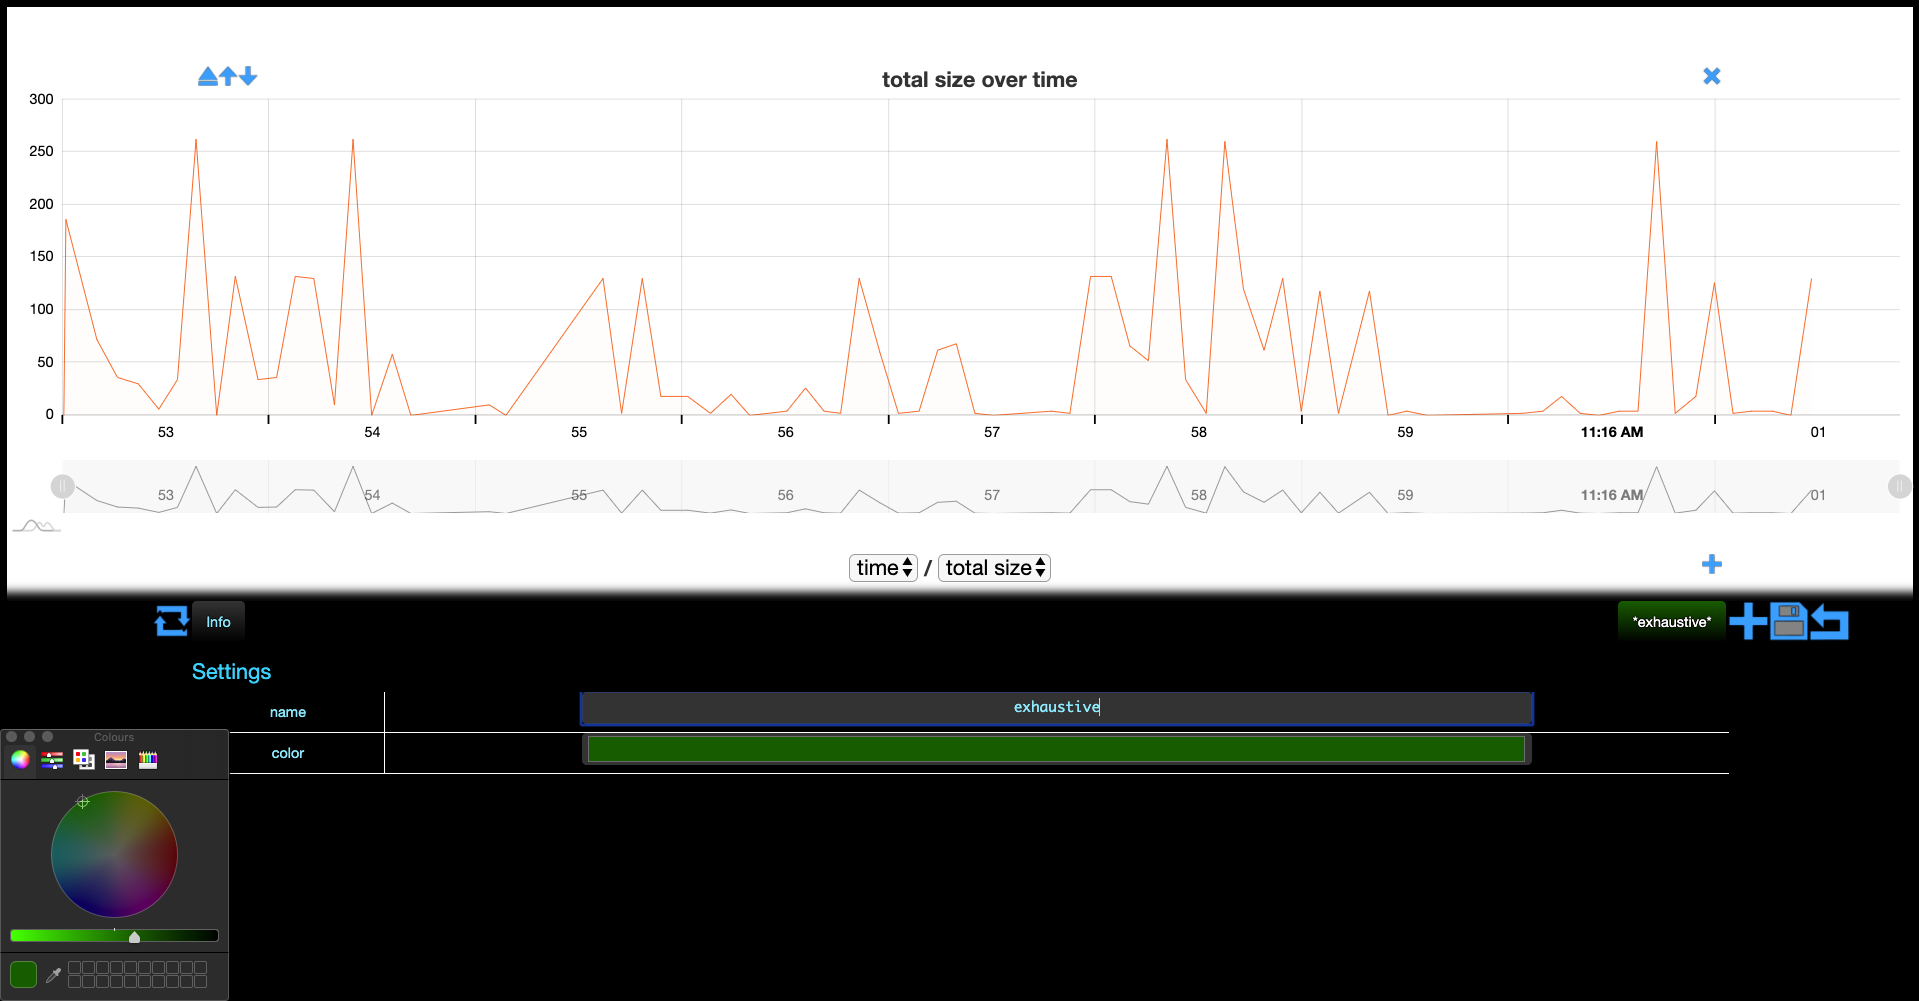 total size over time
300
250
200
150
100
50
0
53 54 55 56 57 58 59 11:16 AM 01
53 54 55 56 57 58 59 11:16 AM 01
time / total size
Info
*exhaustive*
Settings
name exhaustive
color
Colours